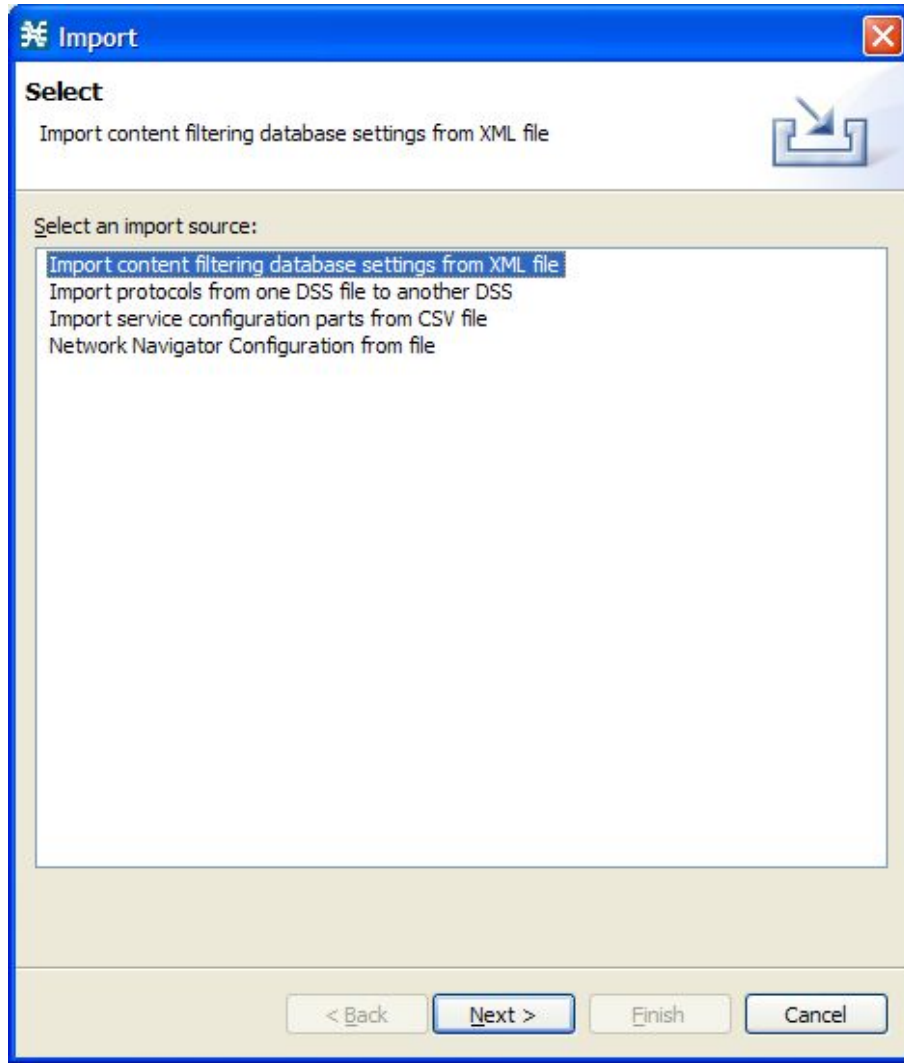 Import
Select
Import content filtering database settings from XML file
Select an import source:
Import content filtering database settings from XML file
Import protocols from one DSS file to another DSS
Import service configuration parts from CSV file
Network Navigator Configuration from file
< Back
Next >
Finish
Cancel